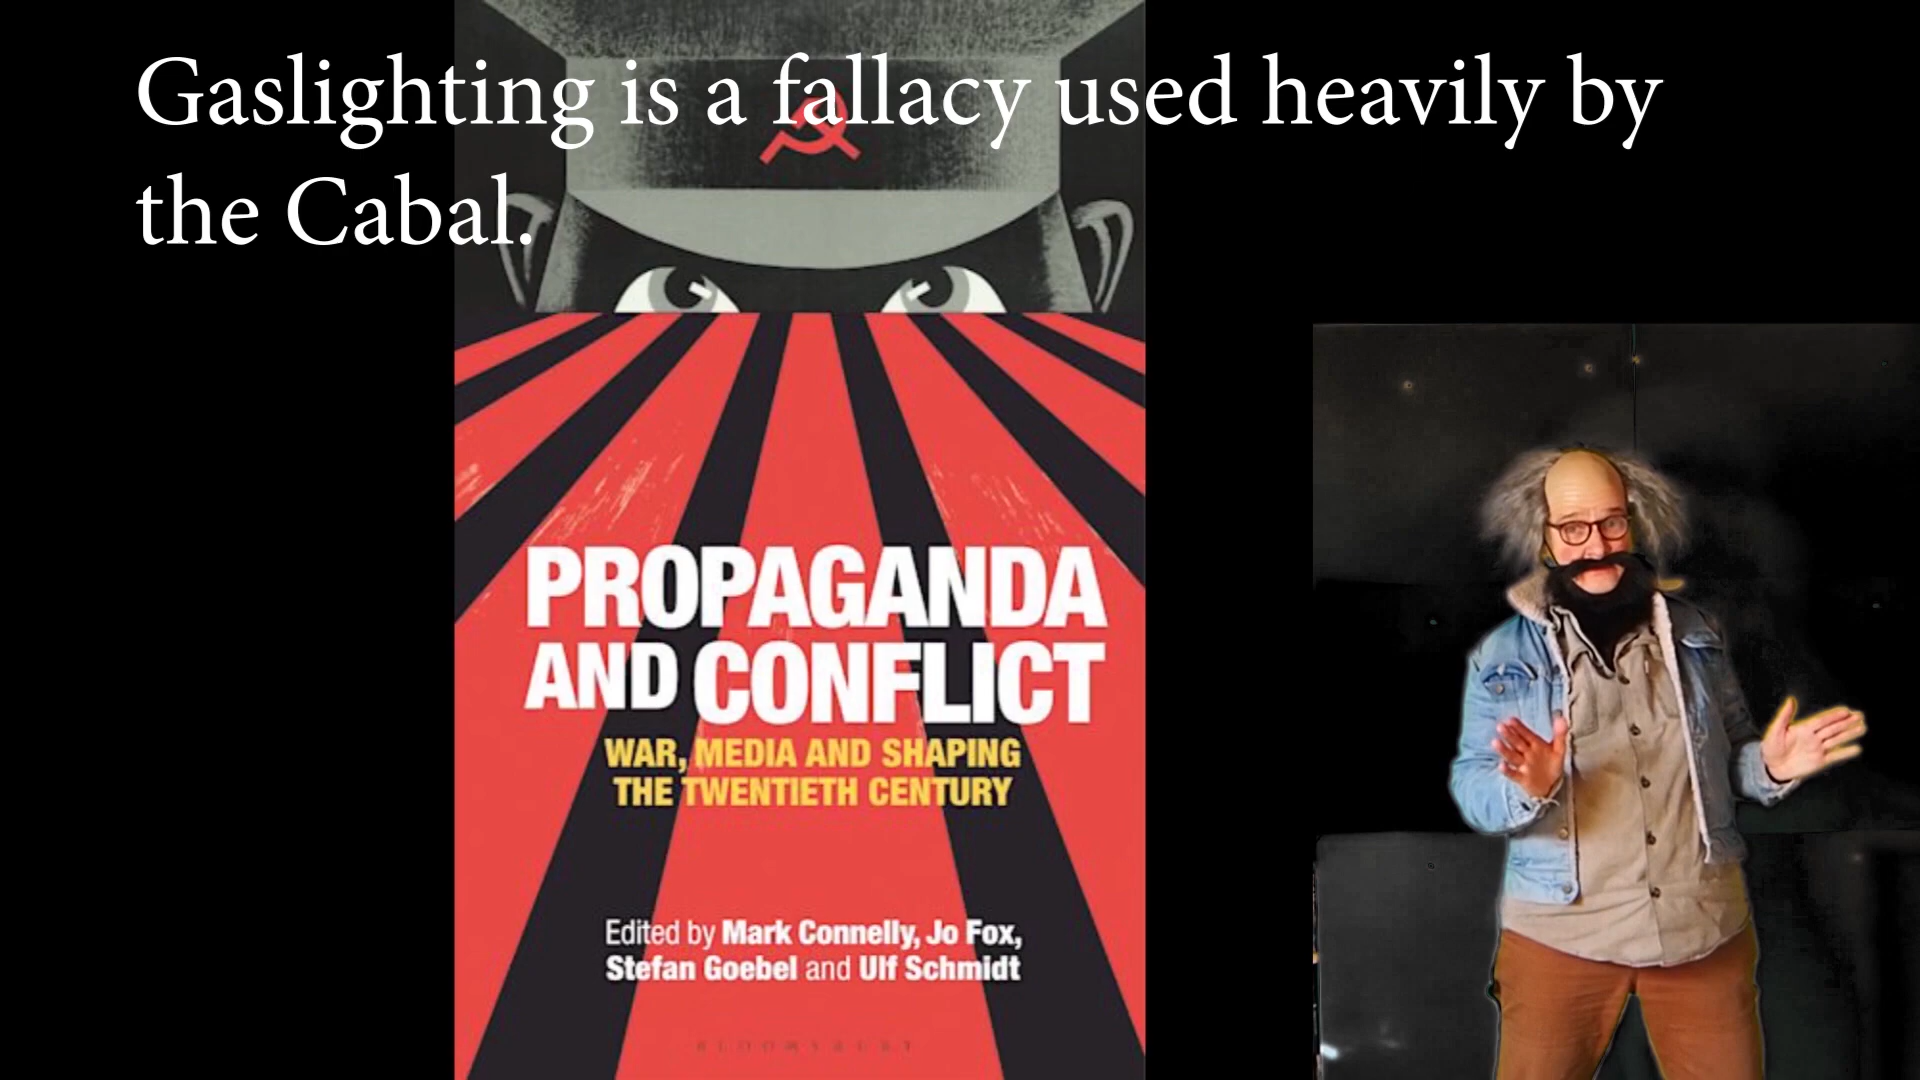 Gaslighting is a fallacy used heavily by
the Cabal.
PROPAGANDA
AND CONFLICT
WAR, MEDIA AND SHAPING
THE TWENTIETH CENTURY
Edited by Mark Connelly, Jo Fox,
Stefan Goebel and Ulf Schmidt
BLOOMSBURY